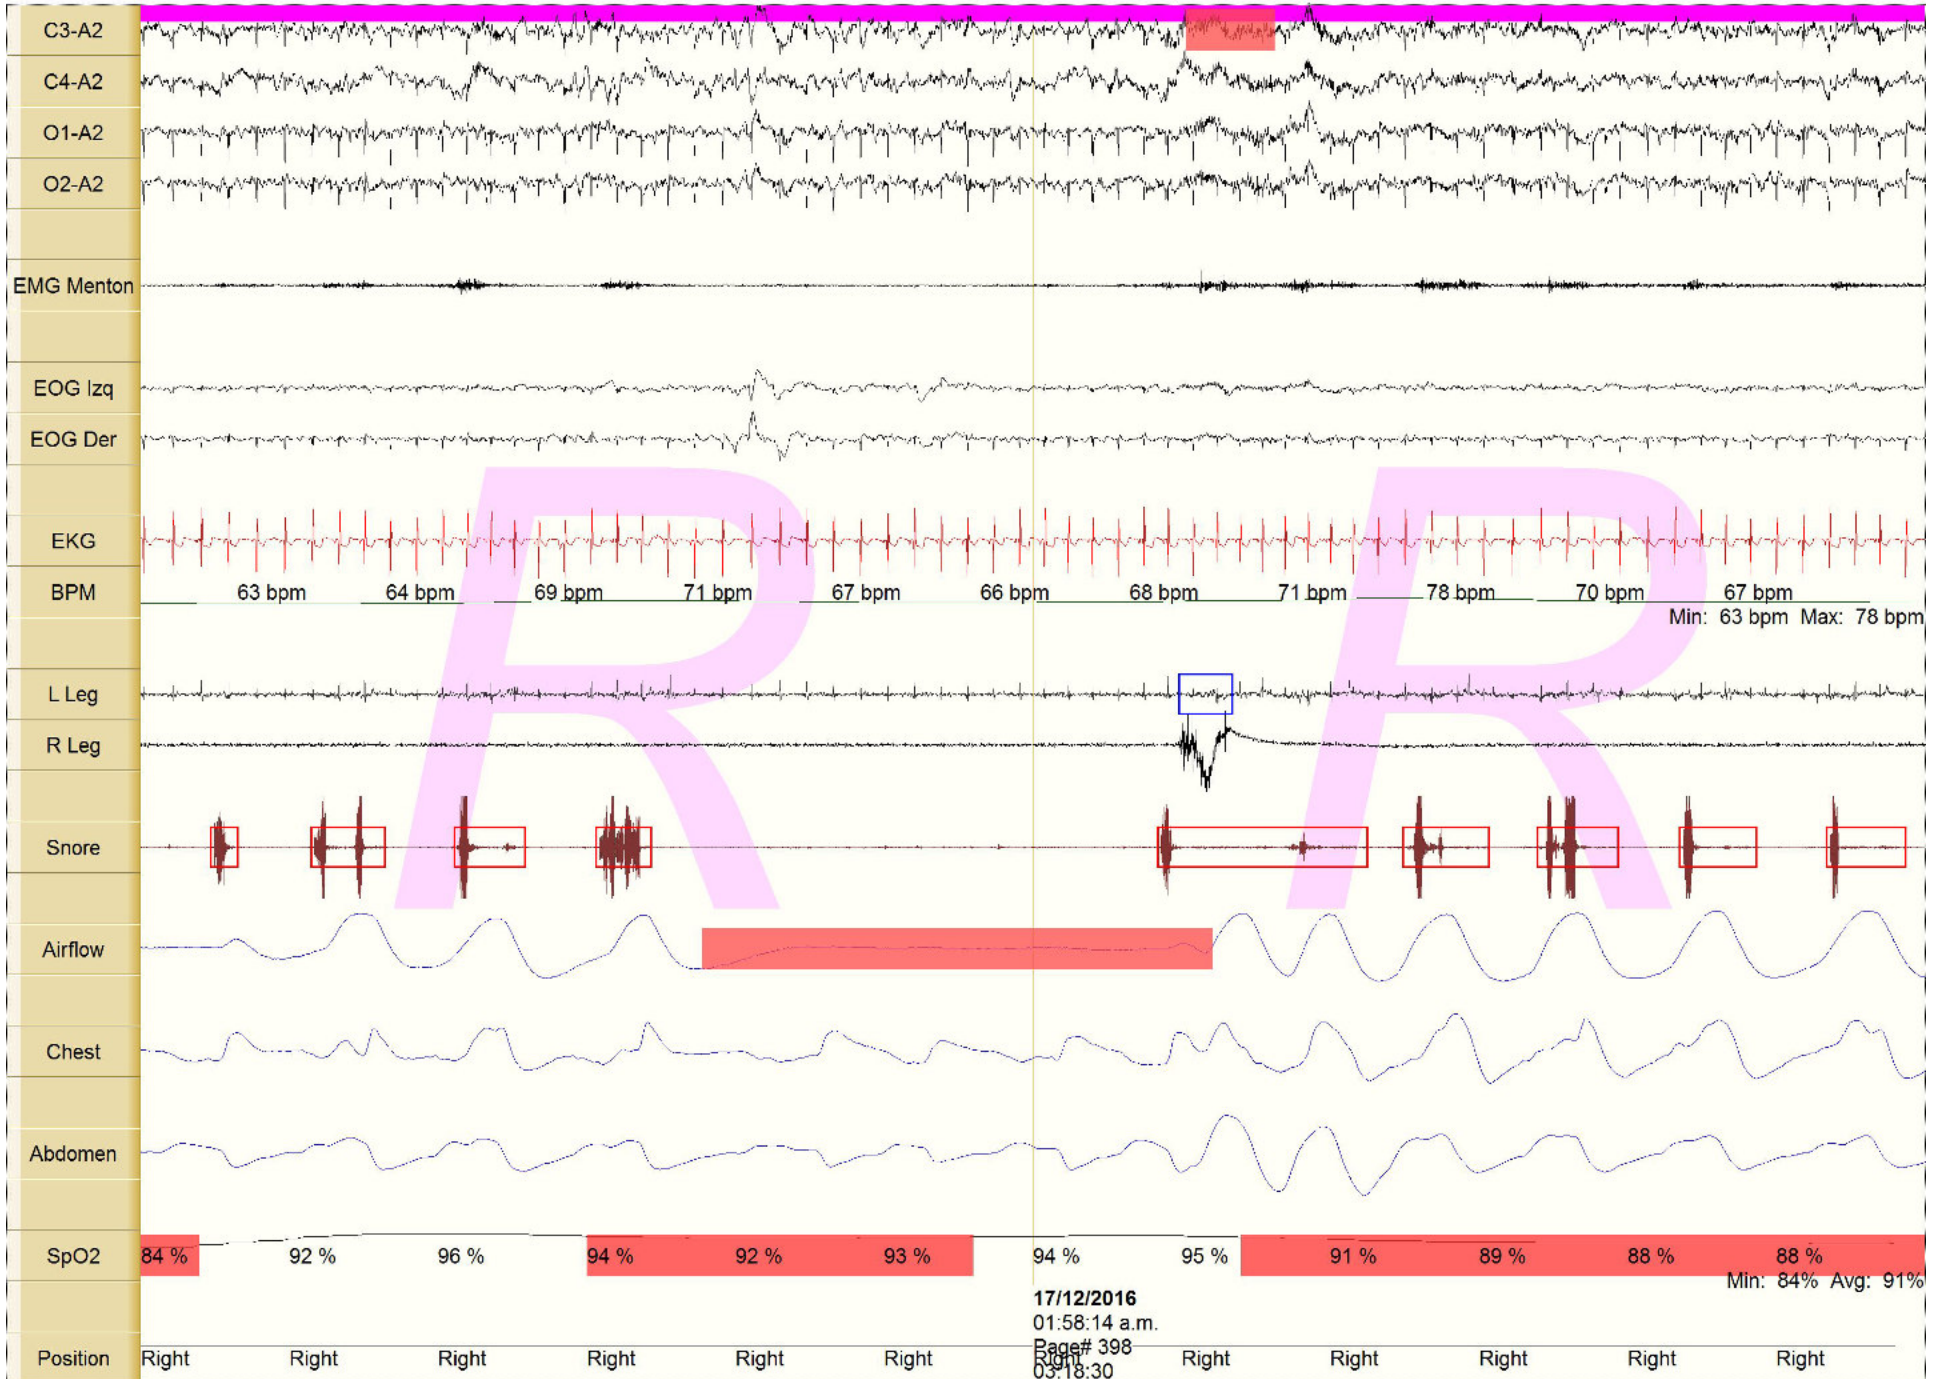 C3-A2
C4-A2
O1-A2
O2-A2
EMG Menton
EOG Izq
EOG Der
R R
EKG
BPM 63 bpm 64 bpm 69 bpm 71 bpm 67 bpm 66 bpm 68 bpm 71 bpm 78 bpm 70 bpm 67 bpm
Min: 63 bpm Max: 78 bpm
L Leg
R Leg
Snore
Airflow
Chest
Abdomen
SpO2 84 % 92 % 96 % 94 % 92 % 93 % 94 % 95 % 91 % 89 % 88 % 88 %
Min: 84% Avg: 91%
17/12/2016
01:58:14 a.m.
Page# 398
Position Right Right Right Right Right Right Right Right Right Right Right Right
03:18:30